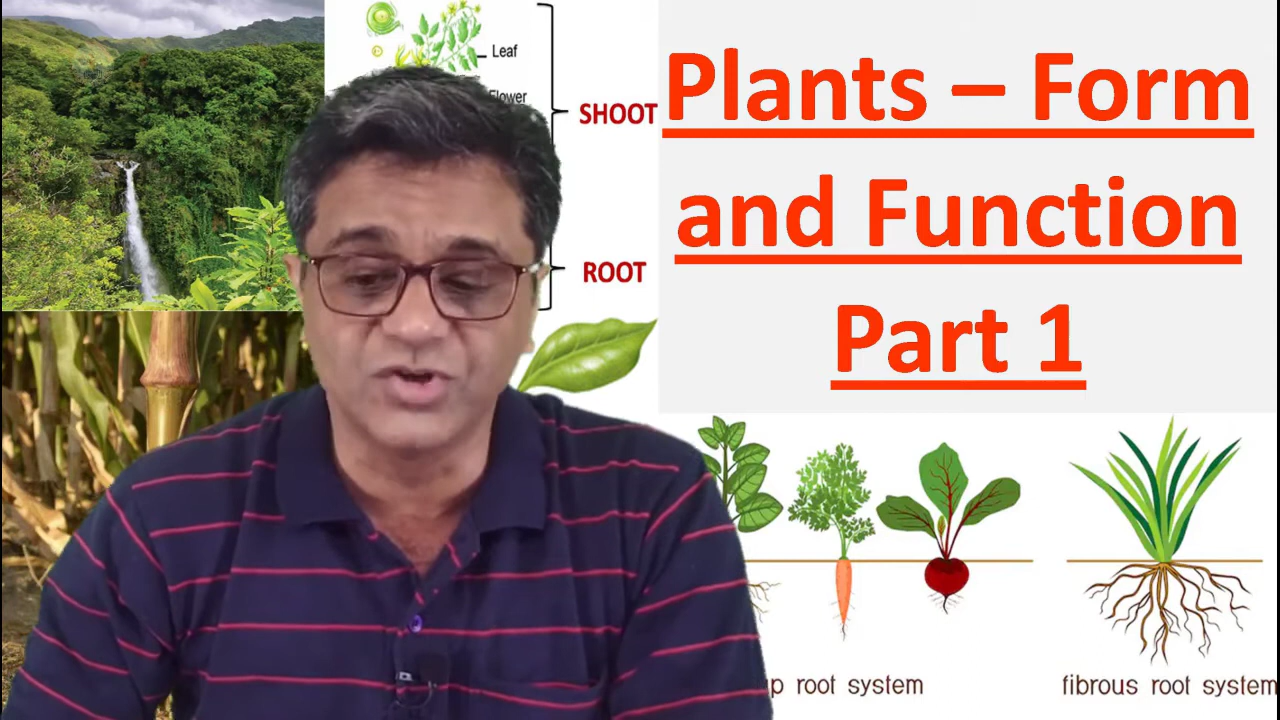 Leaf
Flower
SHOOT
ROOT
Plants – Form
and Function
Part 1
p root system
fibrous root system